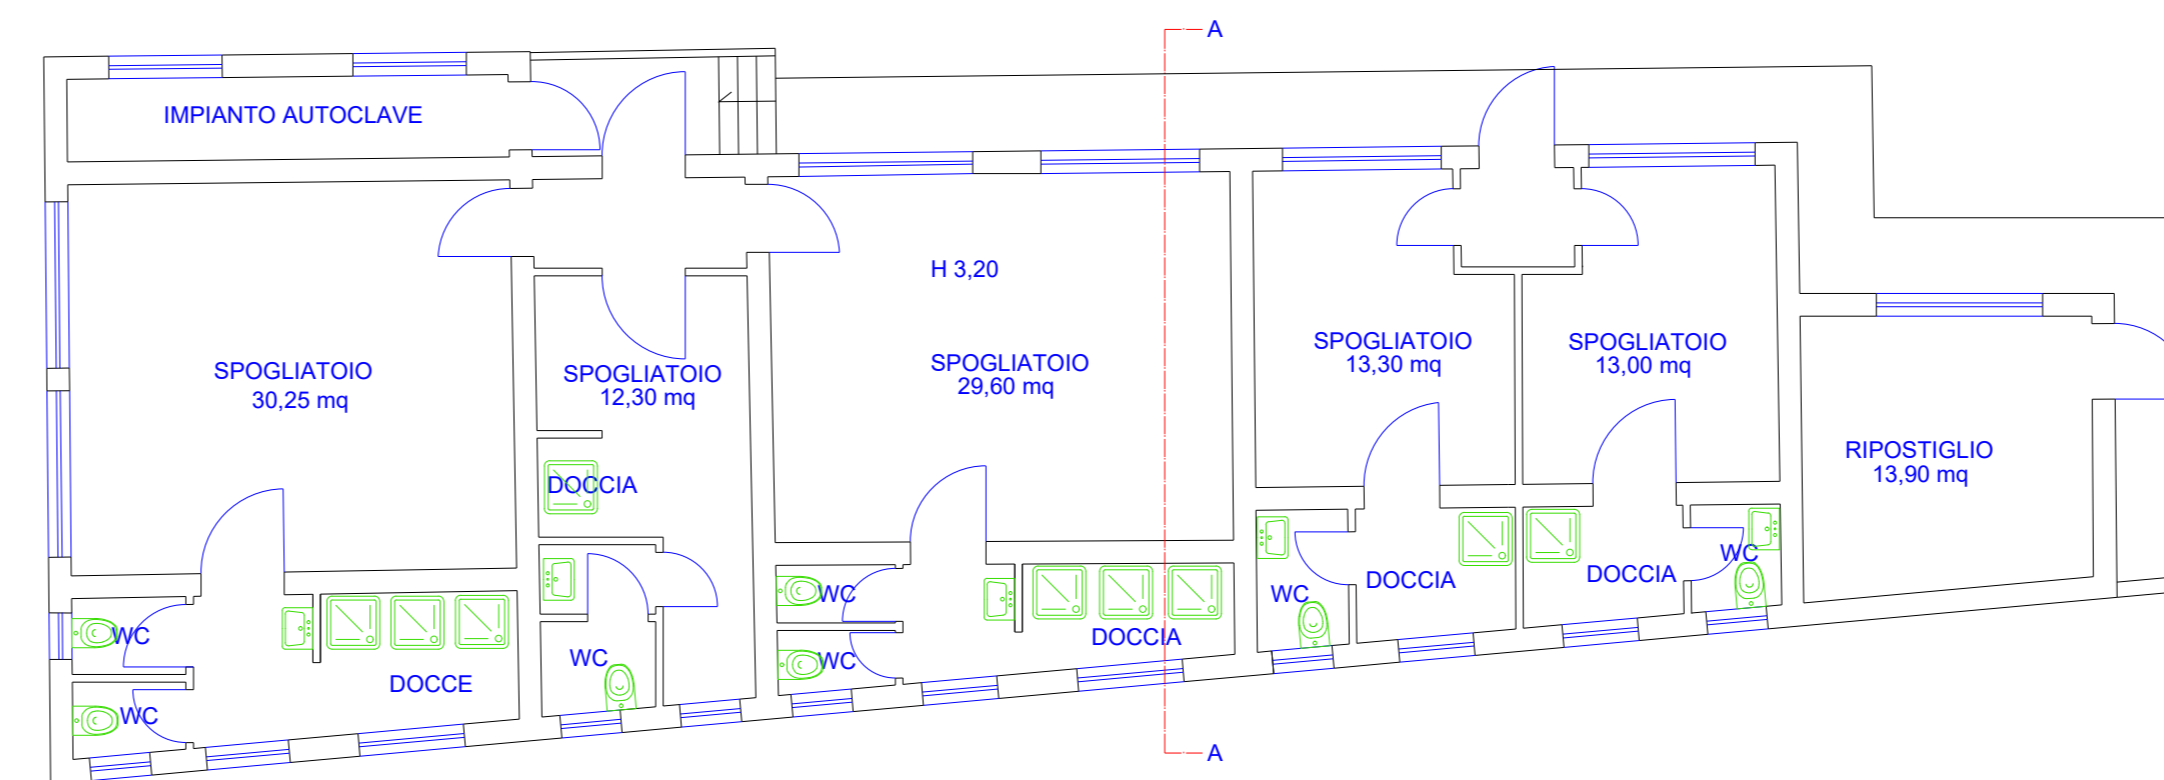 A
IMPIANTO AUTOCLAVE
H 3,20
SPOGLIATOIO
30,25 mq
SPOGLIATOIO
12,30 mq
SPOGLIATOIO
29,60 mq
SPOGLIATOIO
13,30 mq
SPOGLIATOIO
13,00 mq
RIPOSTIGLIO
13,90 mq
DOCCIA
WC
WC
DOCCE
WC
WC
WC
DOCCIA
WC
DOCCIA
DOCCIA
WC
A